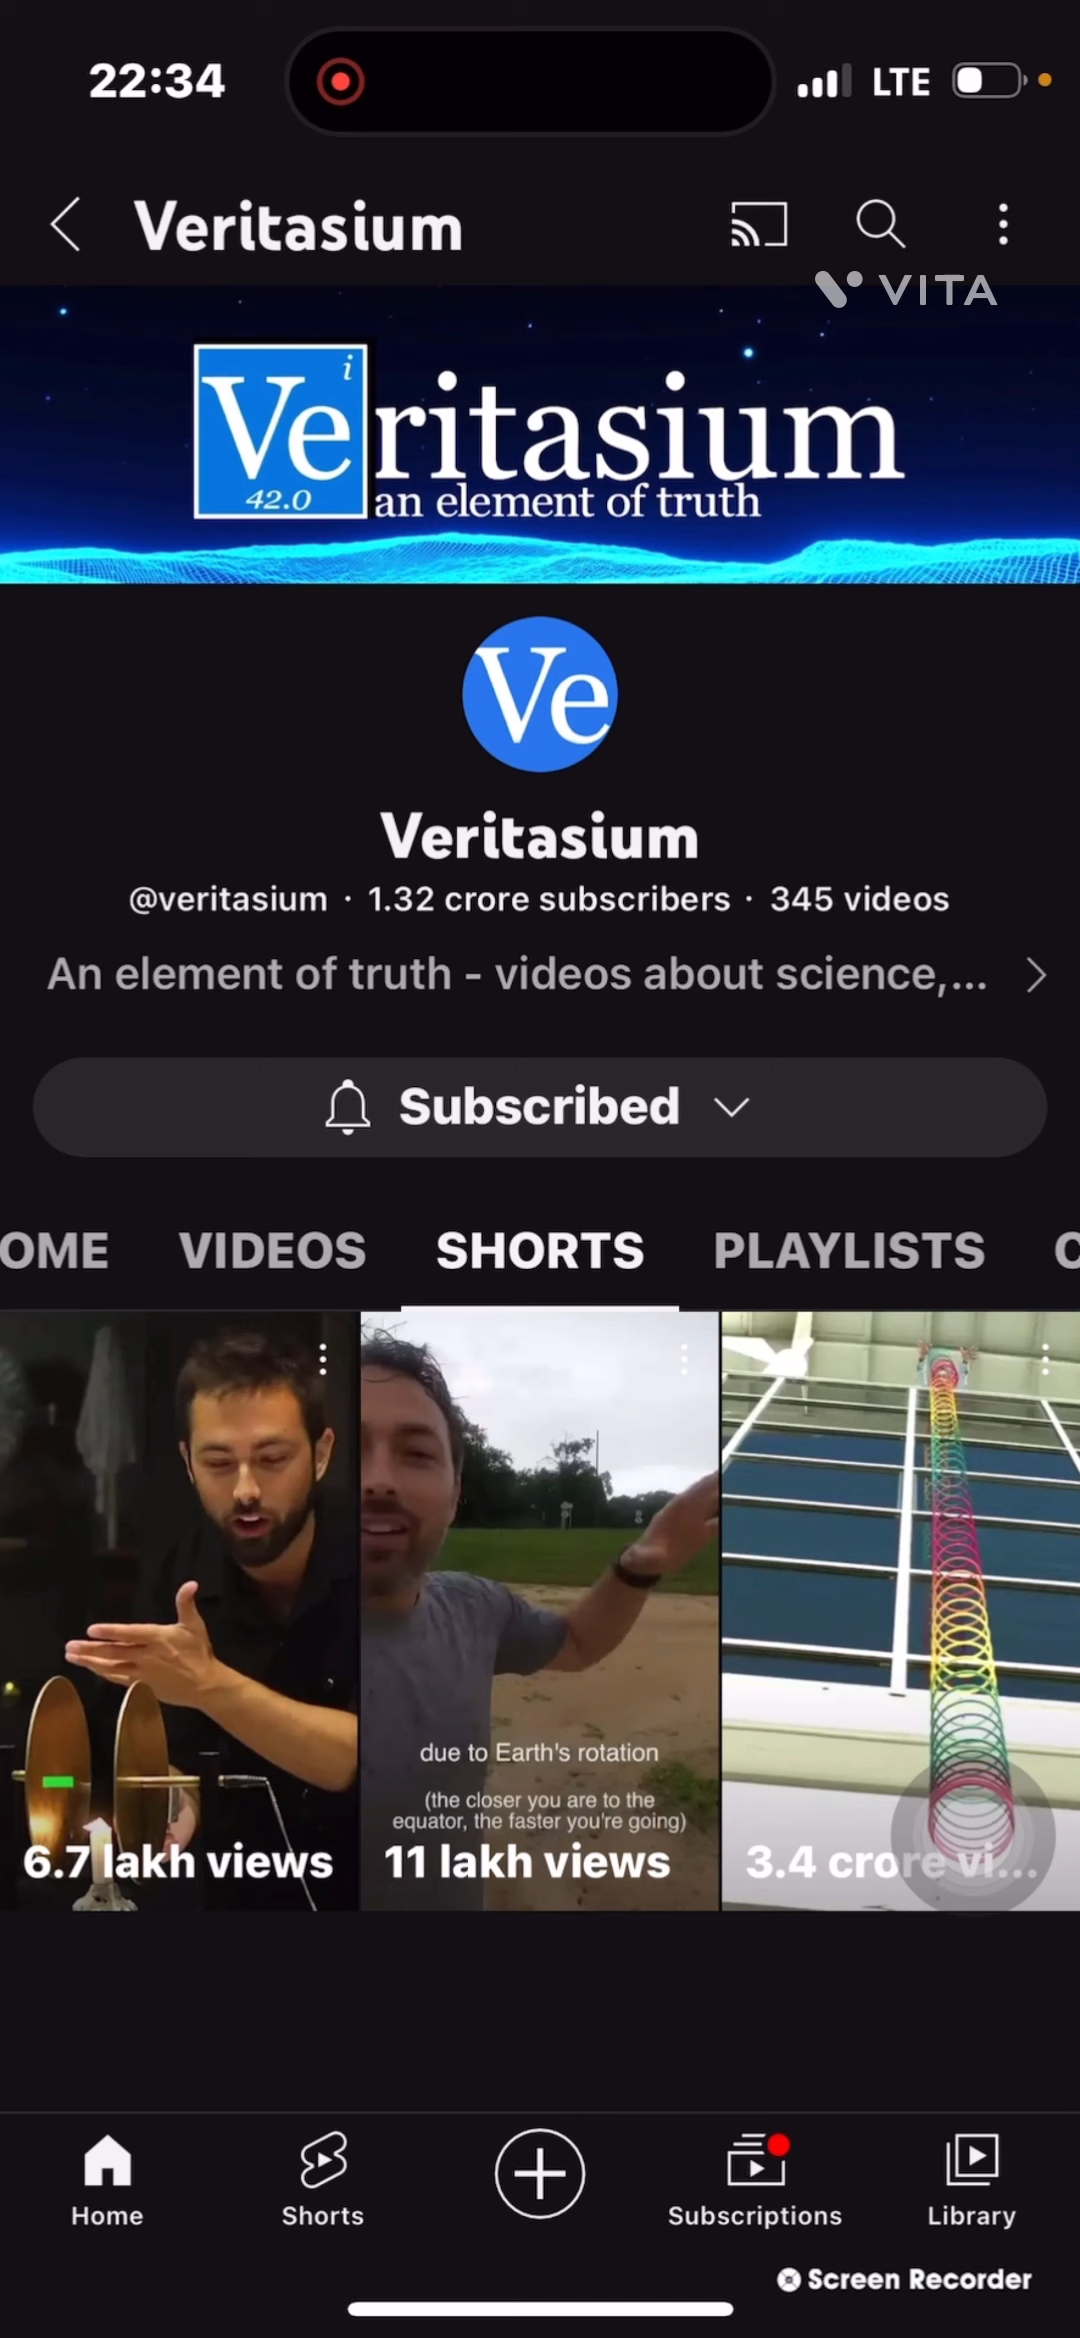 22:34
LTE
Veritasium
VITA
i
Veritasium
42.0
an element of truth
Ve
Veritasium
@veritasium · 1.32 crore subscribers · 345 videos
An element of truth - videos about science,...
Subscribed
OME VIDEOS SHORTS PLAYLISTS
due to Earth's rotation
(the closer you are to the
equator, the faster you're going)
6.7 lakh views
11 lakh views
3.4 crore vi...
Home
Shorts
Subscriptions
Library
Screen Recorder